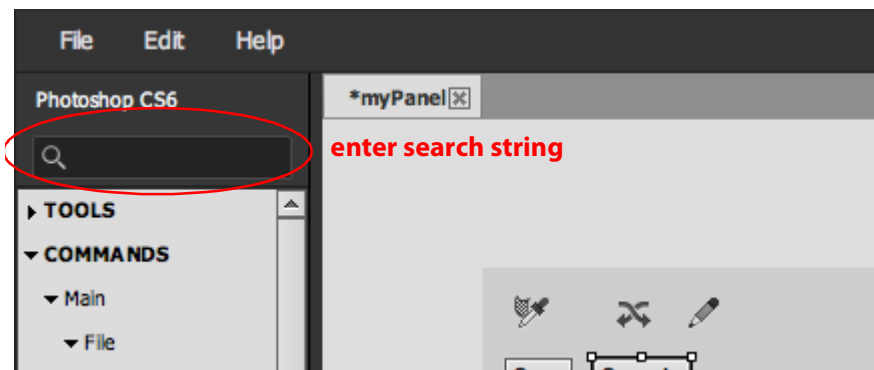 File Edit Help
Photoshop CS6
*myPanel
enter search string
TOOLS
COMMANDS
Main
File